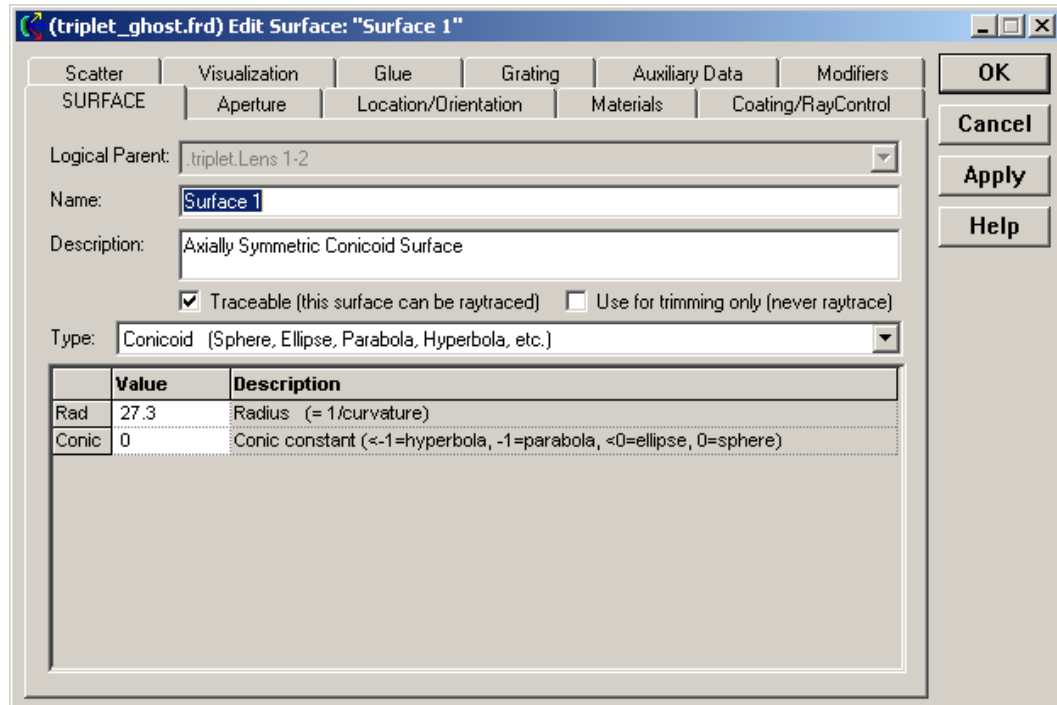 (triplet_ghost.frd) Edit Surface: "Surface 1"
Scatter Visualization Glue Grating Auxiliary Data Modifiers
SURFACE Aperture Location/Orientation Materials Coating/RayControl
OK
Cancel
Apply
Help
Logical Parent: .triplet.Lens 1-2
Name: Surface 1
Description: Axially Symmetric Conicoid Surface
Traceable (this surface can be raytraced) Use for trimming only (never raytrace)
Type: Conicoid (Sphere, Ellipse, Parabola, Hyperbola, etc.)
Value Description
Rad 27.3 Radius (= 1/curvature)
Conic 0 Conic constant (<-1=hyperbola, -1=parabola, <0=ellipse, 0=sphere)